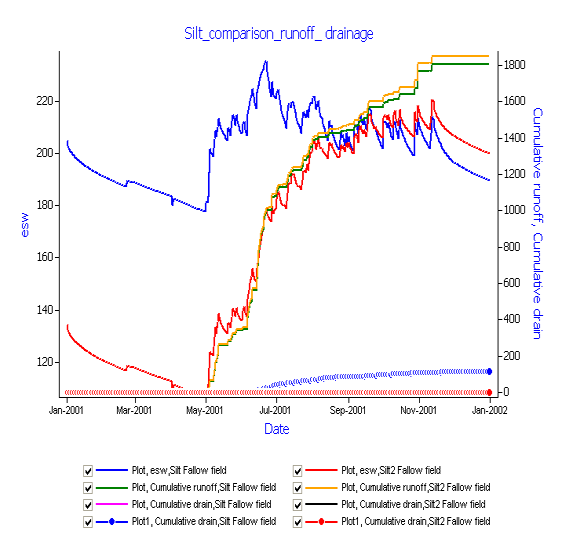 Silt_comparison_runoff_ drainage
esw
220
200
180
160
140
120
1800
1600
1400
1200
1000
800
600
400
200
0
Cumulative runoff, Cumulative drain
Jan-2001 Mar-2001 May-2001 Jul-2001 Sep-2001 Nov-2001 Jan-2002
Date
Plot, esw,Silt Fallow field
Plot, esw,Silt2 Fallow field
Plot, Cumulative runoff,Silt Fallow field
Plot, Cumulative runoff,Silt2 Fallow field
Plot, Cumulative drain,Silt Fallow field
Plot, Cumulative drain,Silt2 Fallow field
Plot1, Cumulative drain,Silt Fallow field
Plot1, Cumulative drain,Silt2 Fallow field